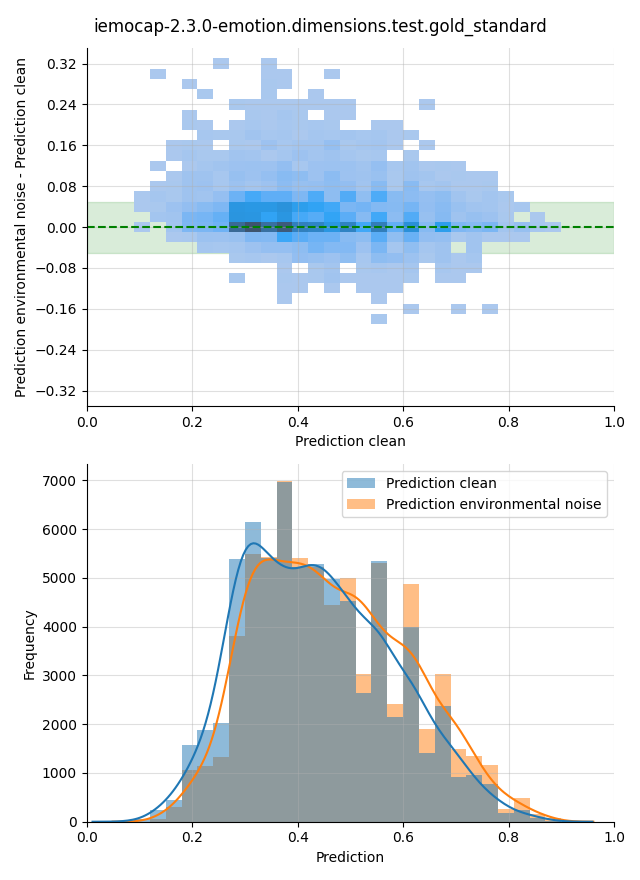 iemocap-2.3.0-emotion.dimensions.test.gold_standard
Prediction environmental noise - Prediction clean
0.32
0.24
0.16
0.08
0.00
−0.08
−0.16
−0.24
−0.32
0.0 0.2 0.4 0.6 0.8 1.0
Prediction clean
Frequency
7000
6000
5000
4000
3000
2000
1000
0
Prediction clean
Prediction environmental noise
0.0 0.2 0.4 0.6 0.8 1.0
Prediction